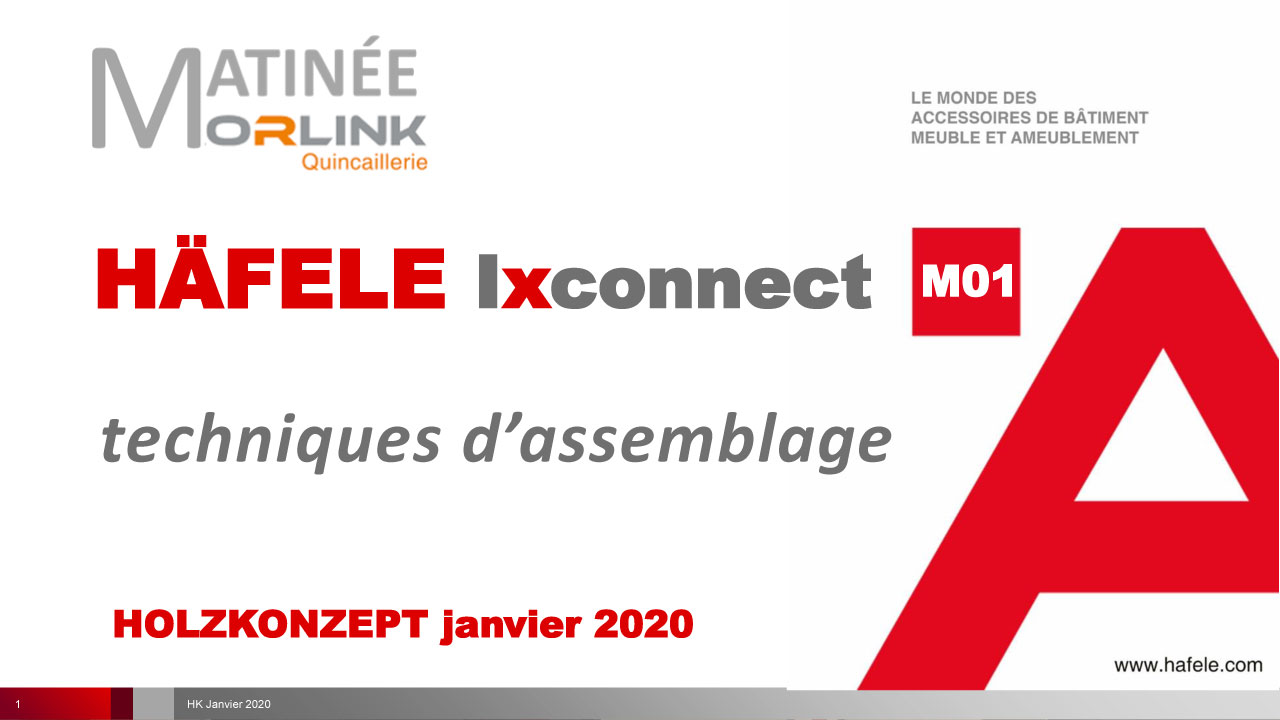 MATINÉE
MORLINK
Quincaillerie
LE MONDE DES
ACCESSOIRES DE BÂTIMENT
MEUBLE ET AMEUBLEMENT
HÄFELE Ixconnect
M01
techniques d’assemblage
HOLZKONZEPT janvier 2020
www.hafele.com
1
HK Janvier 2020